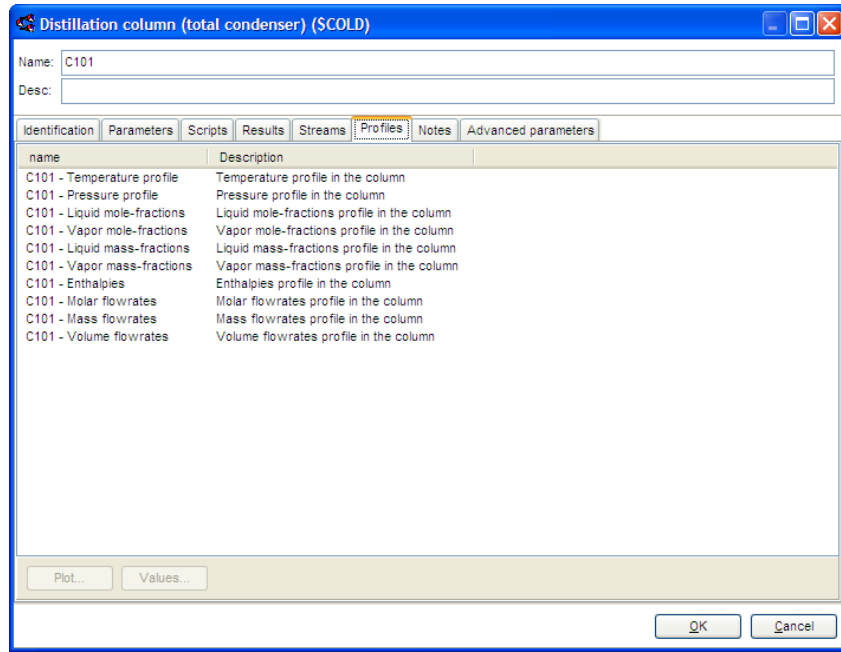 Distillation column (total condenser) ($COLD)
Name: C101
Desc:
Identification Parameters Scripts Results Streams Profiles Notes Advanced parameters
name Description
C101 - Temperature profile Temperature profile in the column
C101 - Pressure profile Pressure profile in the column
C101 - Liquid mole-fractions Liquid mole-fractions profile in the column
C101 - Vapor mole-fractions Vapor mole-fractions profile in the column
C101 - Liquid mass-fractions Liquid mass-fractions profile in the column
C101 - Vapor mass-fractions Vapor mass-fractions profile in the column
C101 - Enthalpies Enthalpies profile in the column
C101 - Molar flowrates Molar flowrates profile in the column
C101 - Mass flowrates Mass flowrates profile in the column
C101 - Volume flowrates Volume flowrates profile in the column
Plot... Values...
OK Cancel